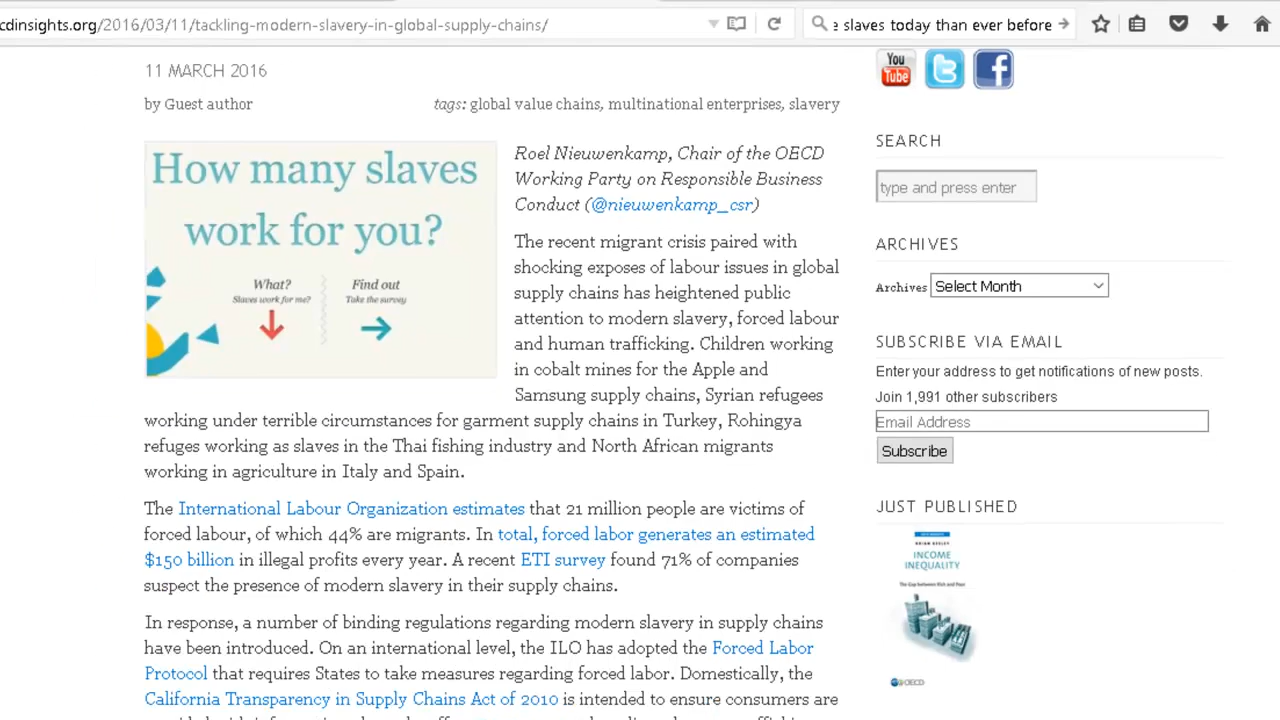 cdinsights.org/2016/03/11/tackling-modern-slavery-in-global-supply-chains/
slaves today than ever before
11 MARCH 2016
by Guest author
tags: global value chains, multinational enterprises, slavery
How many slaves
work for you?
What?
Slaves work for me?
Find out
Take the survey
Roel Nieuwenkamp, Chair of the OECD
Working Party on Responsible Business
Conduct (@nieuwenkamp_csr)
The recent migrant crisis paired with
shocking exposes of labour issues in global
supply chains has heightened public
attention to modern slavery, forced labour
and human trafficking. Children working
in cobalt mines for the Apple and
Samsung supply chains, Syrian refugees
working under terrible circumstances for garment supply chains in Turkey, Rohingya
refuges working as slaves in the Thai fishing industry and North African migrants
working in agriculture in Italy and Spain.
The International Labour Organization estimates that 21 million people are victims of
forced labour, of which 44% are migrants. In total, forced labor generates an estimated
$150 billion in illegal profits every year. A recent ETI survey found 71% of companies
suspect the presence of modern slavery in their supply chains.
In response, a number of binding regulations regarding modern slavery in supply chains
have been introduced. On an international level, the ILO has adopted the Forced Labor
Protocol that requires States to take measures regarding forced labor. Domestically, the
California Transparency in Supply Chains Act of 2010 is intended to ensure consumers are
You
Tube
SEARCH
type and press enter
ARCHIVES
Archives Select Month
SUBSCRIBE VIA EMAIL
Enter your address to get notifications of new posts.
Join 1,991 other subscribers
Email Address
Subscribe
JUST PUBLISHED
BRIAN KEELEY
INCOME
INEQUALITY
The Gap between Rich and Poor
OECD